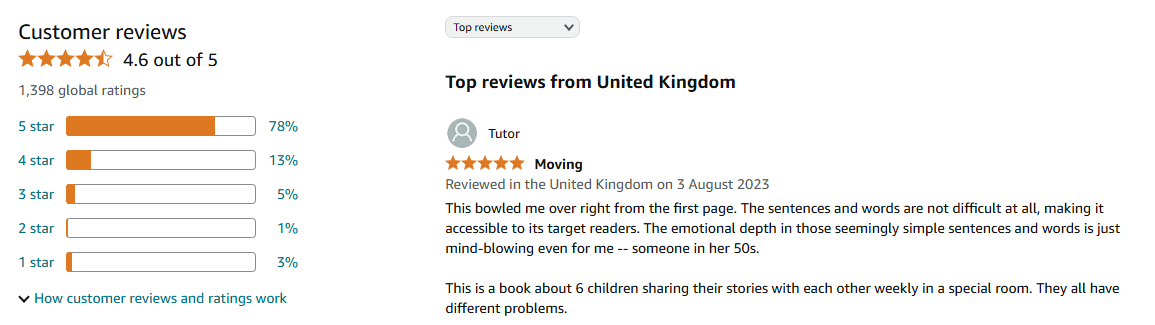 Customer reviews
4.6 out of 5
1,398 global ratings
5 star 78%
4 star 13%
3 star 5%
2 star 1%
1 star 3%
How customer reviews and ratings work
Top reviews
Top reviews from United Kingdom
Tutor
Moving
Reviewed in the United Kingdom on 3 August 2023
This bowled me over right from the first page. The sentences and words are not difficult at all, making it
accessible to its target readers. The emotional depth in those seemingly simple sentences and words is just
mind-blowing even for me -- someone in her 50s.
This is a book about 6 children sharing their stories with each other weekly in a special room. They all have
different problems.